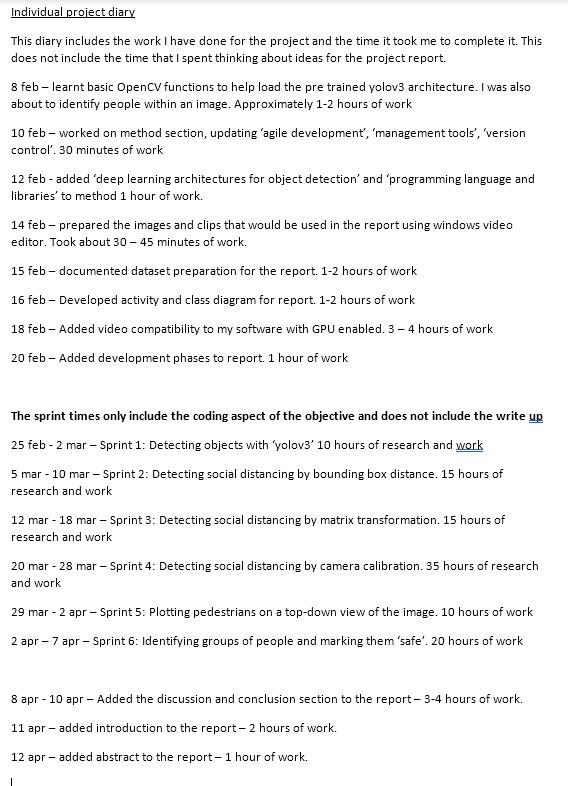 Individual project diary
This diary includes the work I have done for the project and the time it took me to complete it. This
does not include the time that I spent thinking about ideas for the project report.
8 feb – learnt basic OpenCV functions to help load the pre trained yolov3 architecture. I was also
about to identify people within an image. Approximately 1-2 hours of work
10 feb – worked on method section, updating ‘agile development’, ‘management tools’, ‘version
control’. 30 minutes of work
12 feb - added ‘deep learning architectures for object detection’ and ‘programming language and
libraries’ to method 1 hour of work.
14 feb – prepared the images and clips that would be used in the report using windows video
editor. Took about 30 – 45 minutes of work.
15 feb – documented dataset preparation for the report. 1-2 hours of work
16 feb – Developed activity and class diagram for report. 1-2 hours of work
18 feb – Added video compatibility to my software with GPU enabled. 3 – 4 hours of work
20 feb – Added development phases to report. 1 hour of work
The sprint times only include the coding aspect of the objective and does not include the write up
25 feb - 2 mar – Sprint 1: Detecting objects with ‘yolov3’ 10 hours of research and work
5 mar - 10 mar – Sprint 2: Detecting social distancing by bounding box distance. 15 hours of
research and work
12 mar - 18 mar – Sprint 3: Detecting social distancing by matrix transformation. 15 hours of
research and work
20 mar - 28 mar – Sprint 4: Detecting social distancing by camera calibration. 35 hours of research
and work
29 mar - 2 apr – Sprint 5: Plotting pedestrians on a top-down view of the image. 10 hours of work
2 apr – 7 apr – Sprint 6: Identifying groups of people and marking them ‘safe’. 20 hours of work
8 apr - 10 apr – Added the discussion and conclusion section to the report – 3-4 hours of work.
11 apr – added introduction to the report – 2 hours of work.
12 apr – added abstract to the report – 1 hour of work.